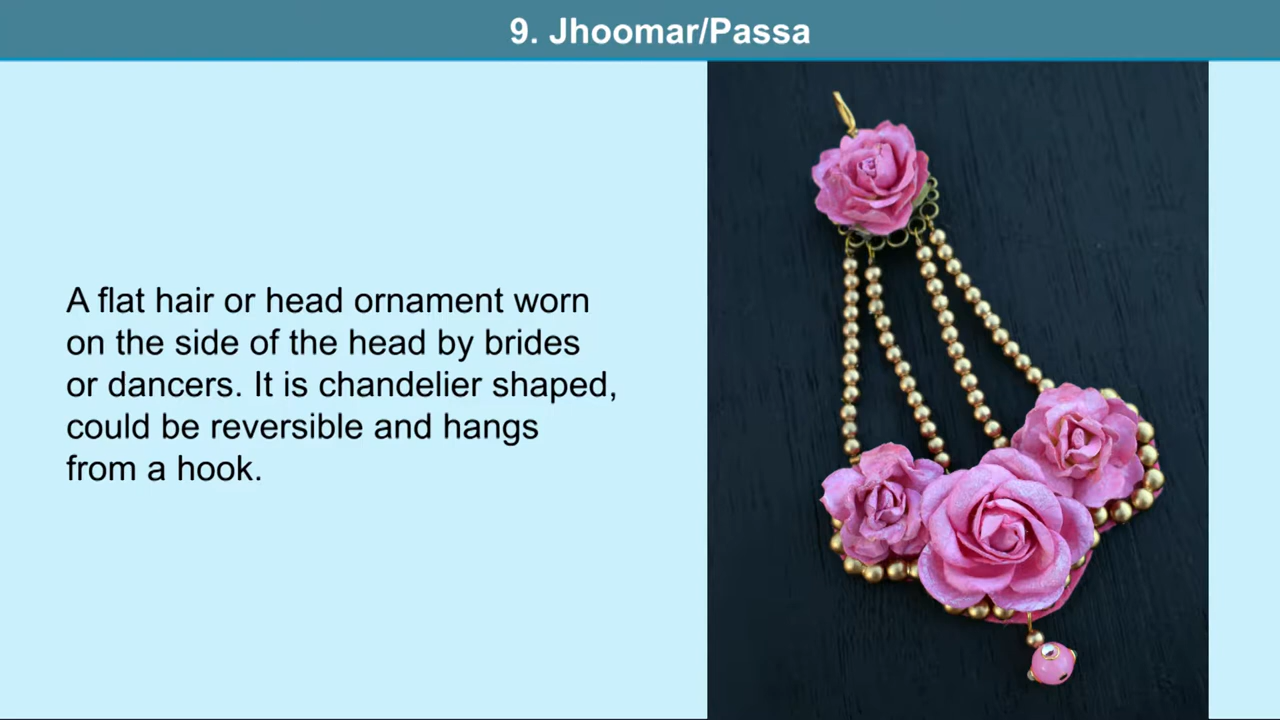 9. Jhoomar/Passa
A flat hair or head ornament worn
on the side of the head by brides
or dancers. It is chandelier shaped,
could be reversible and hangs
from a hook.